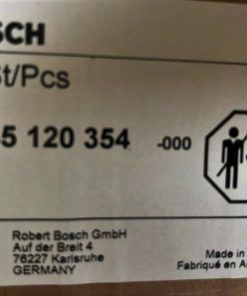 SCH
St/Pcs
5 120 354 -000
Robert Bosch GmbH
Auf der Breit 4
76227 Karlsruhe
GERMANY
Made in
Fabriqué en A